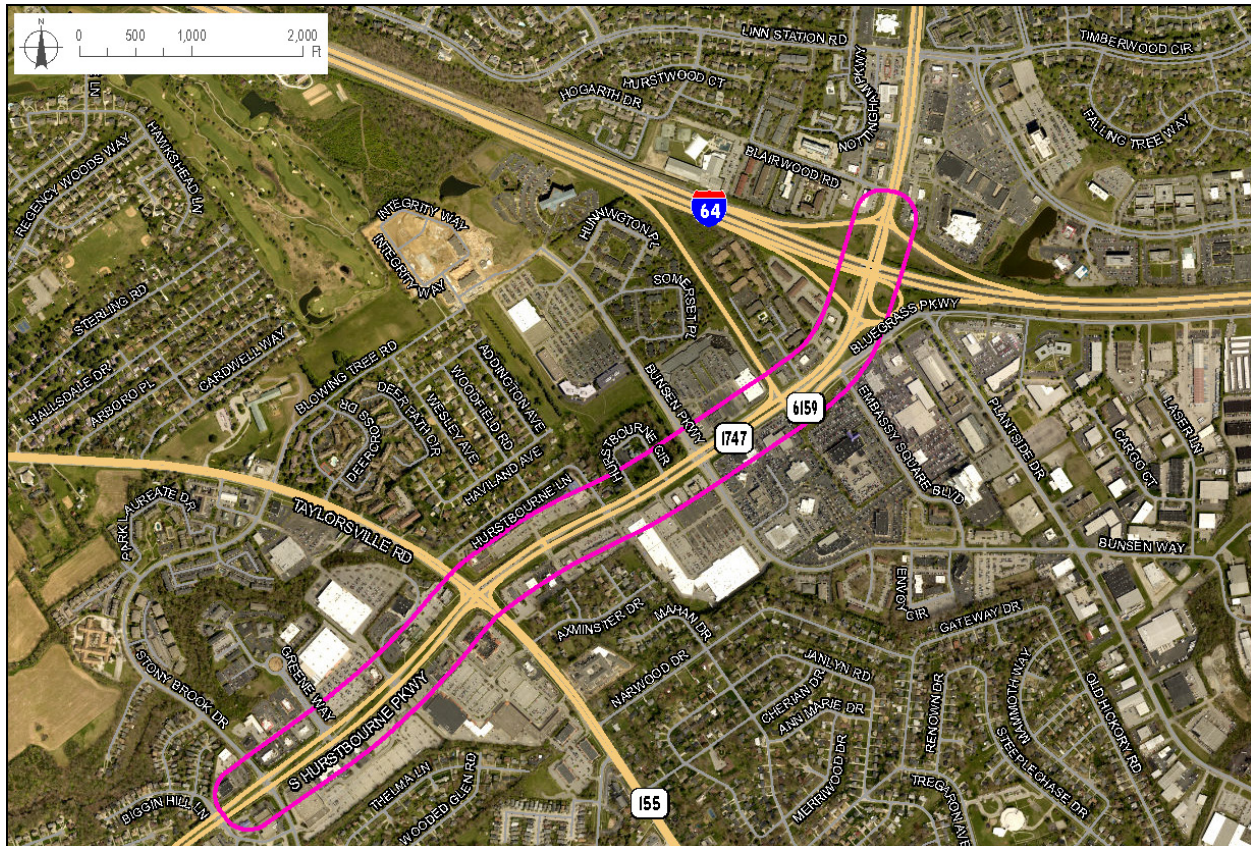 N
0 500 1,000 2,000
Ft
LINN STATION RD
TIMBERWOOD CIR
HURSTWOOD CT
HOGARTH DR
NOTTINGHAM PKWY
FALLING TREE WAY
BLAIRWOOD RD
LN
HAWKSHEAD LN
REGENCY WOODS WAY
64
INTEGRITY WAY
INTEGRITY WAY
HUNNINGTON PL
SOMERSET PL
STERLING RD
BLUEGRASS PKWY
CARDWELL WAY
HALLSDALE DR
ARBORO PL
BLOWING TREE RD
ADDINGTON AVE
WOODFIELD RD
WESLEY AVE
DEER PATH CIR
DEERCROSS DR
HAVILAND AVE
BUNSEN PKWY
HURSTBOURNE CIR
HURSTBOURNE LN
1747
6159
EMBASSY SQUARE BLVD
PLANTSIDE DR
LASER LN
CARGO CT
BUNSEN WAY
TAYLORSVILLE RD
PARK LAUREATE DR
ENVOY CIR
GATEWAY DR
AXMINSTER DR
MAHAN DR
NARWOOD DR
JANLYN RD
CHERIAN DR
ANN MARIE DR
RENOWN DR
MAMMOTH WAY
STEEPLECHASE DR
OLD HICKORY RD
STONY BROOK DR
GREENE WAY
S HURSTBOURNE PKWY
THELMA LN
WOODED GLEN RD
BIGGIN HILL LN
MERRIWOOD DR
TREGARON AVE
155